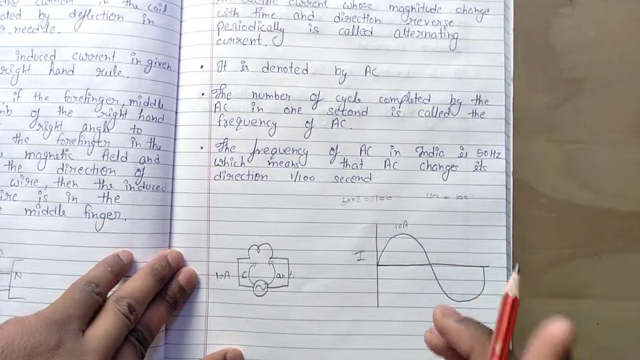 the current in the coil
by deflection in
needle.
induced current in given
right hand rule.
if the forefinger, middle
of the right hand
right angle to
the forefinger in the
magnetic field and
the direction of
wire, then the induced
is in the
middle finger.
N
current whose magnitude change
with time and direction reverse
periodically is called alternating
current.
• It is denoted by AC
• The number of cycle completed by the
AC in one second is called the
frequency of AC.
• The frequency of AC in India is 50Hz
which means that AC changes its
direction 1/100 second
10A
I
10A